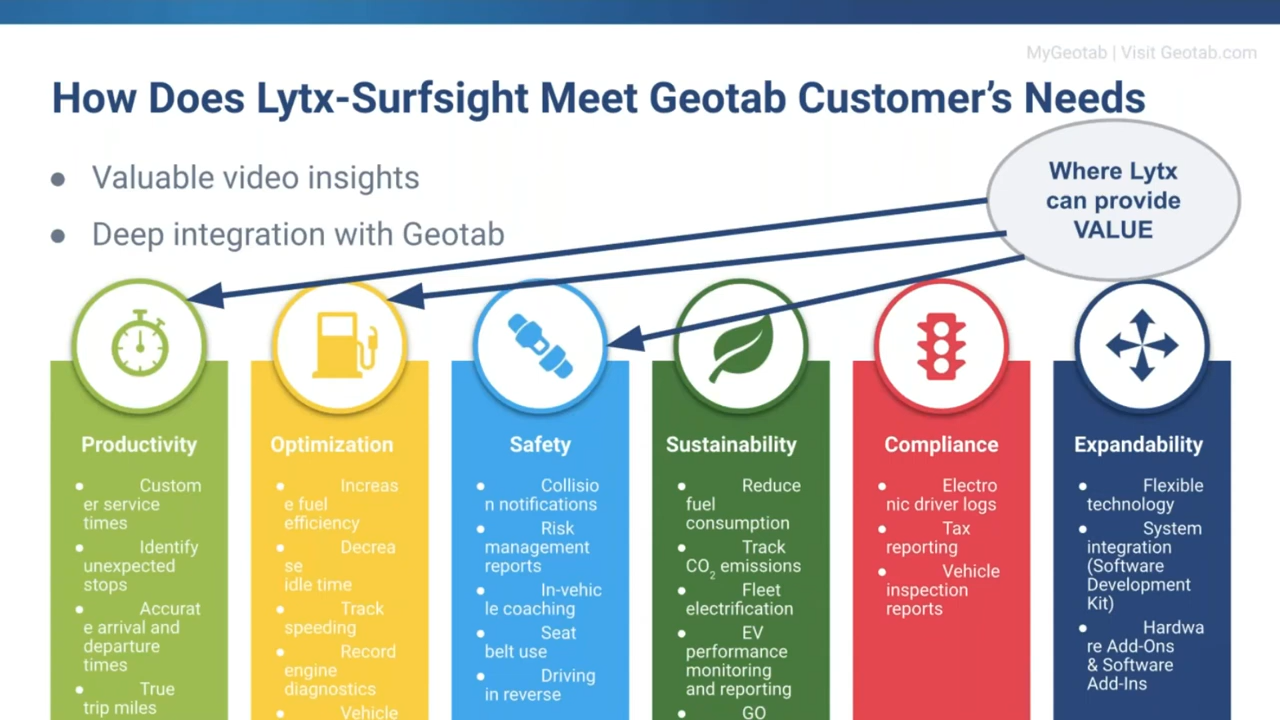 MyGeotab | Visit Geotab.com
How Does Lytx-Surfsight Meet Geotab Customer's Needs
● Valuable video insights
● Deep integration with Geotab
Where Lytx
can provide
VALUE
Productivity
● Custom
er service
times
● Identify
unexpected
stops
● Accurat
e arrival and
departure
times
● True
trip miles
Optimization
● Increas
e fuel
efficiency
● Decrea
se
idle time
● Track
speeding
● Record
engine
diagnostics
● Vehicle
Safety
● Collisio
n notifications
● Risk
management
reports
● In-vehic
le coaching
● Seat
belt use
● Driving
in reverse
Sustainability
● Reduce
fuel
consumption
● Track
CO₂ emissions
● Fleet
electrification
● EV
performance
monitoring
and reporting
● GO
Compliance
● Electro
nic driver logs
● Tax
reporting
● Vehicle
inspection
reports
Expandability
● Flexible
technology
● System
integration
(Software
Development
Kit)
● Hardwa
re Add-Ons
& Software
Add-Ins